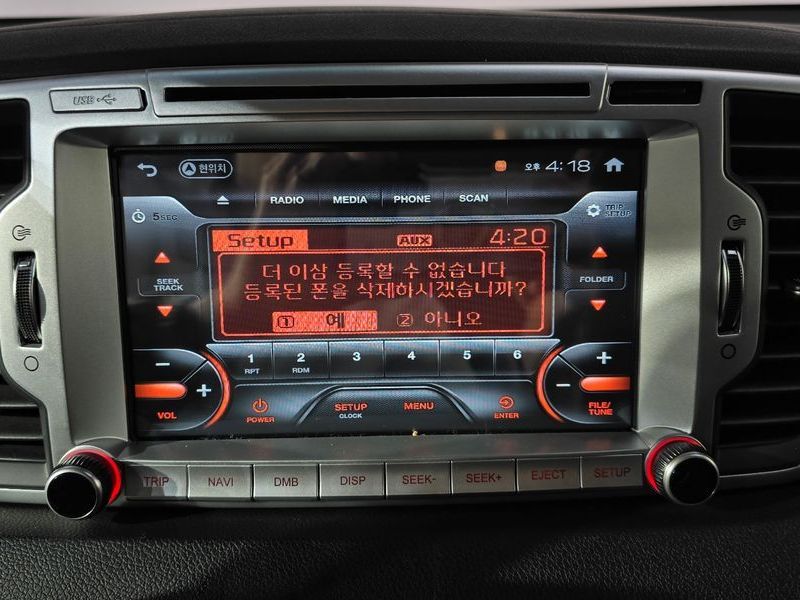 USB
현위치
오후 4:18
RADIO MEDIA PHONE SCAN
5SEC
TRIP SETUP
Setup AUX 4:20
더 이상 등록할 수 없습니다
등록된 폰을 삭제하시겠습니까?
1 예 2 아니오
SEEK
TRACK
FOLDER
1 2 3 4 5 6
RPT RDM
− +
VOL
POWER
SETUP
CLOCK
MENU
ENTER
− +
FILE/
TUNE
TRIP NAVI DMB DISP SEEK- SEEK+ EJECT SETUP